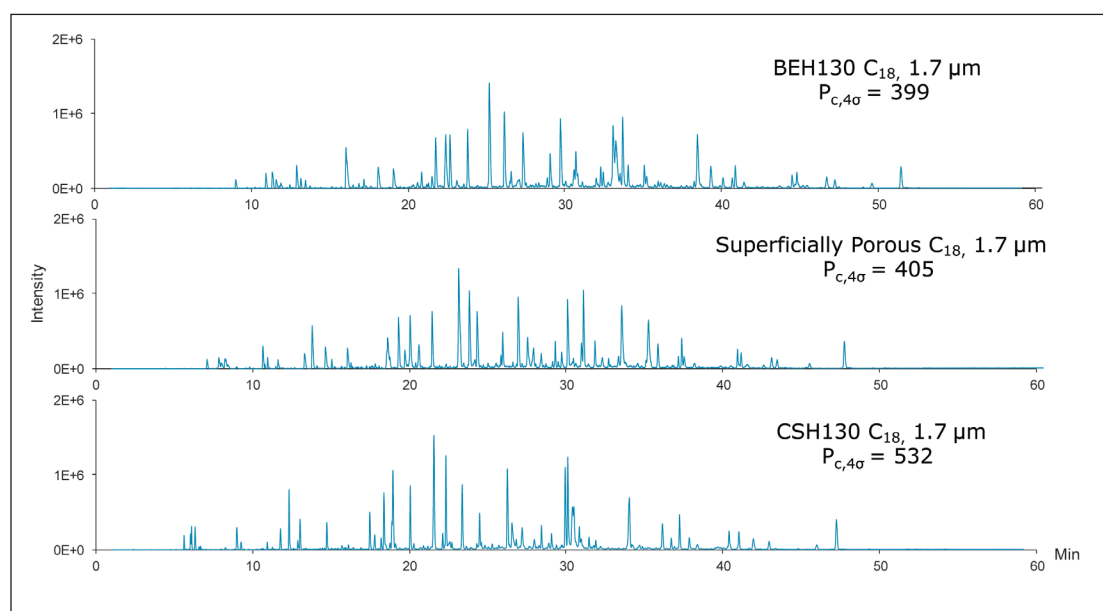 2E+6
BEH130 C₁₈, 1.7 µm
P꜀,₄σ = 399
1E+6
0E+0
0 10 20 30 40 50 60
2E+6
Superficially Porous C₁₈, 1.7 µm
P꜀,₄σ = 405
Intensity
1E+6
0E+0
0 10 20 30 40 50 60
2E+6
CSH130 C₁₈, 1.7 µm
P꜀,₄σ = 532
1E+6
0E+0
Min
0 10 20 30 40 50 60